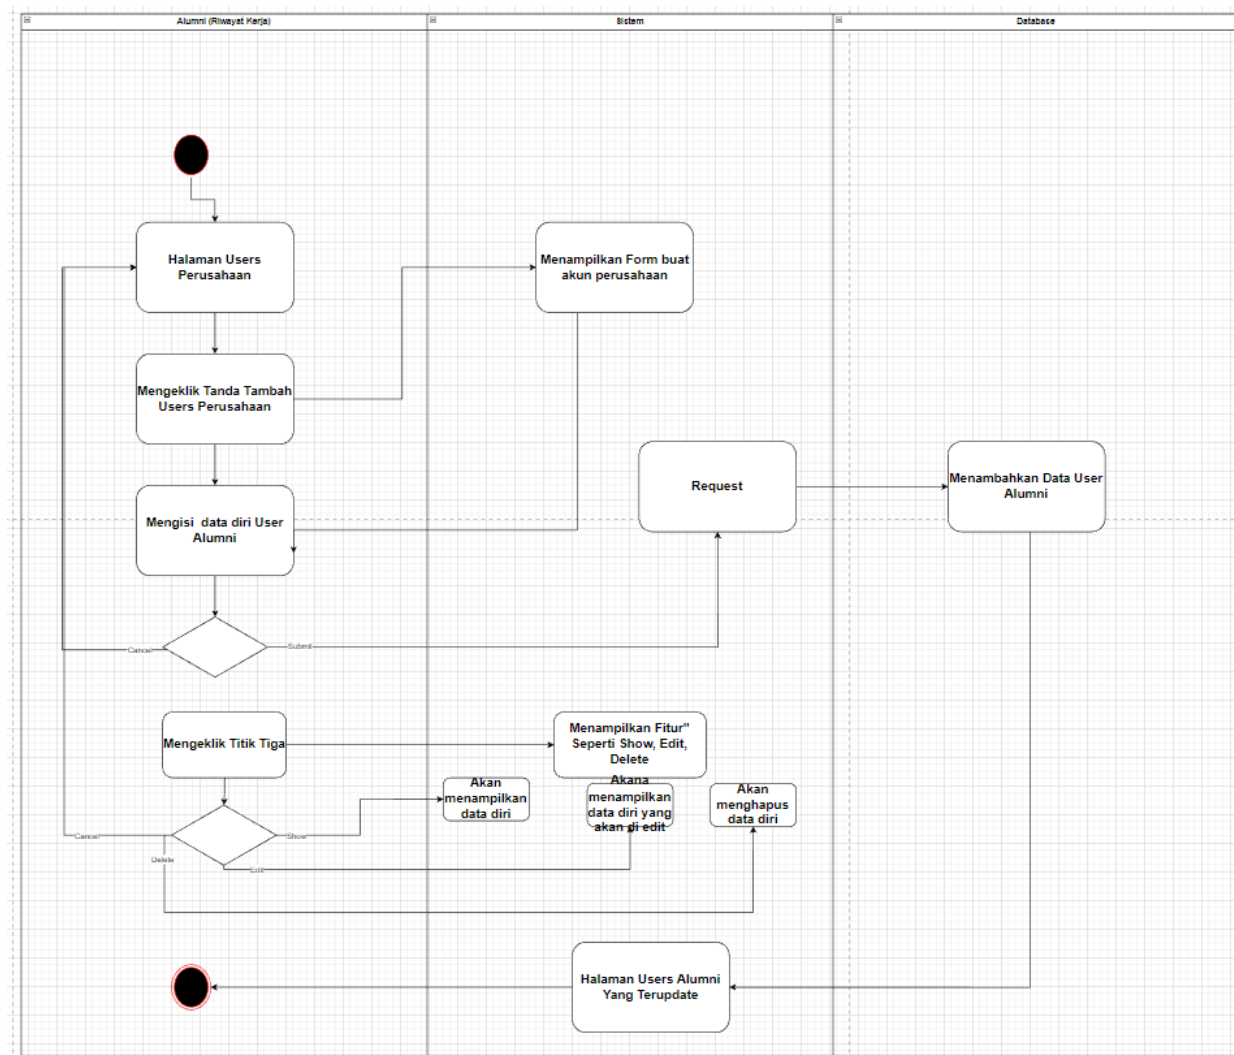 Alumni (Riwayat Kerja)
Sistem
Database
Halaman Users
Perusahaan
Menampilkan Form buat
akun perusahaan
Mengeklik Tanda Tambah
Users Perusahaan
Request
Menambahkan Data User
Alumni
Mengisi data diri User
Alumni
Cancel
Submit
Mengeklik Titik Tiga
Menampilkan Fitur"
Seperti Show, Edit,
Delete
Akan
menampilkan
data diri
Akana
menampilkan
data diri yang
akan di edit
Akan
menghapus
data diri
Cancel
Show
Delete
Edit
Halaman Users Alumni
Yang Terupdate